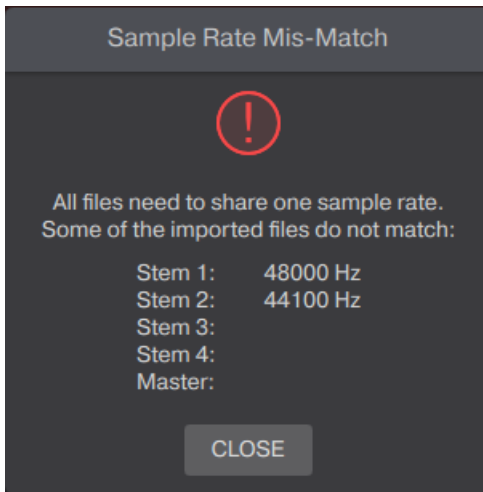 Sample Rate Mis-Match
All files need to share one sample rate.
Some of the imported files do not match:
Stem 1: 48000 Hz
Stem 2: 44100 Hz
Stem 3:
Stem 4:
Master:
CLOSE